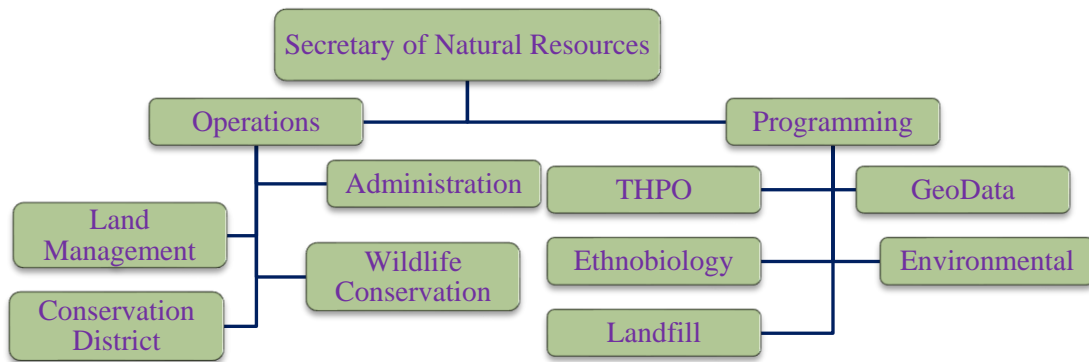 Secretary of Natural Resources
Operations
Programming
Administration
THPO
GeoData
Land
Management
Wildlife
Conservation
Ethnobiology
Environmental
Conservation
District
Landfill